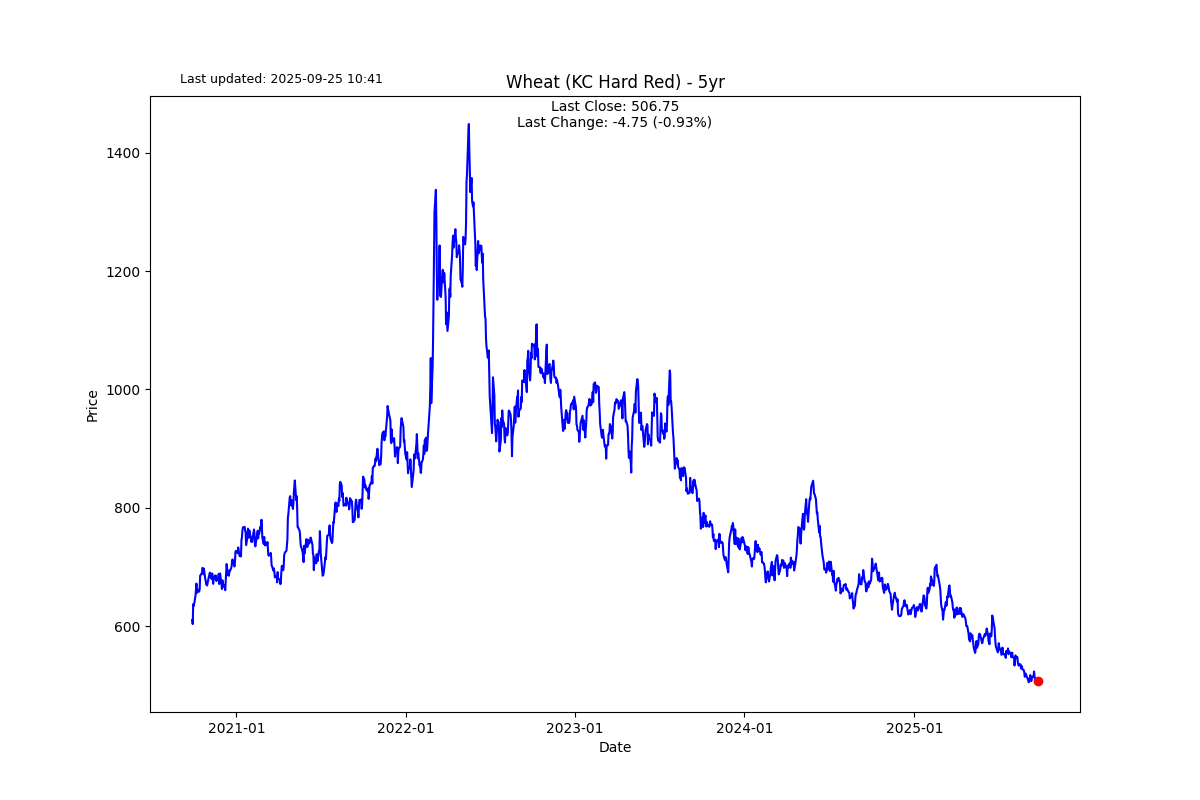 Last updated: 2025-09-25 10:41
Wheat (KC Hard Red) - 5yr
Last Close: 506.75
Last Change: -4.75 (-0.93%)
1400
1200
1000
800
600
Price
2021-01
2022-01
2023-01
2024-01
2025-01
Date